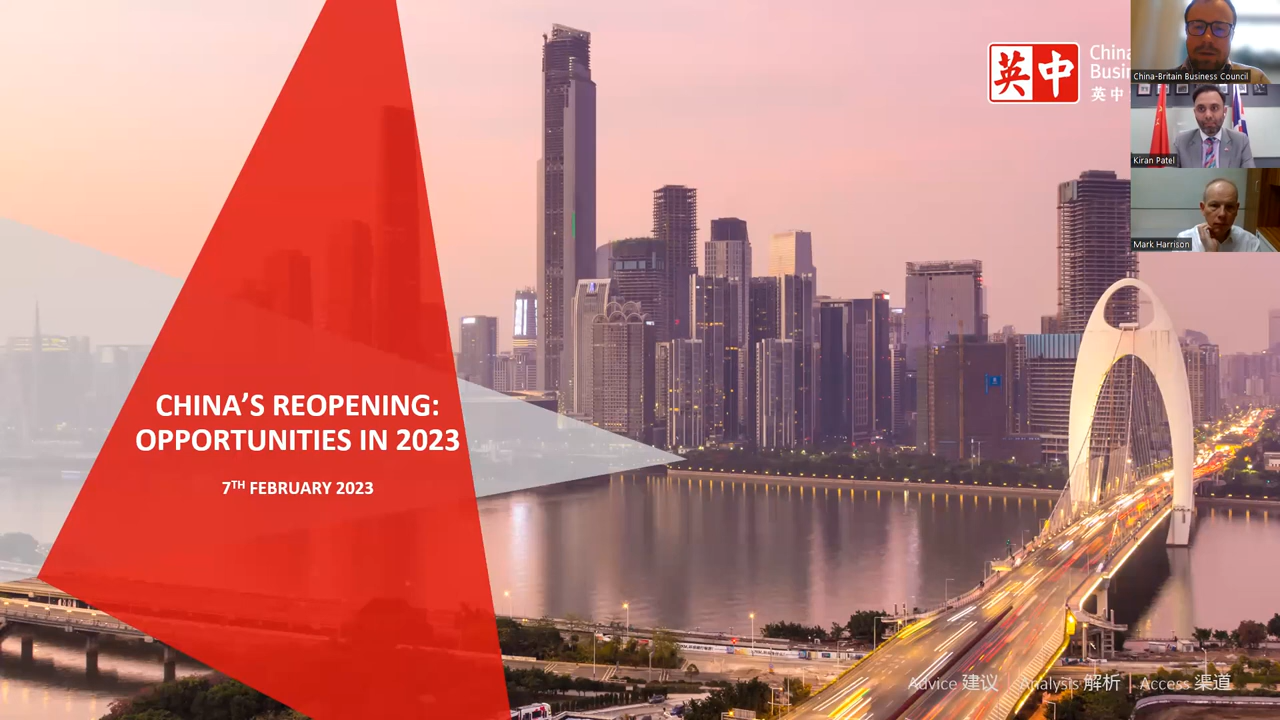 CHINA'S REOPENING:
OPPORTUNITIES IN 2023
7TH FEBRUARY 2023
英中
China
Busi
英中
China-Britain Business Council
Kiran Patel
Mark Harrison
Advice 建议 | Analysis 解析 | Access 渠道